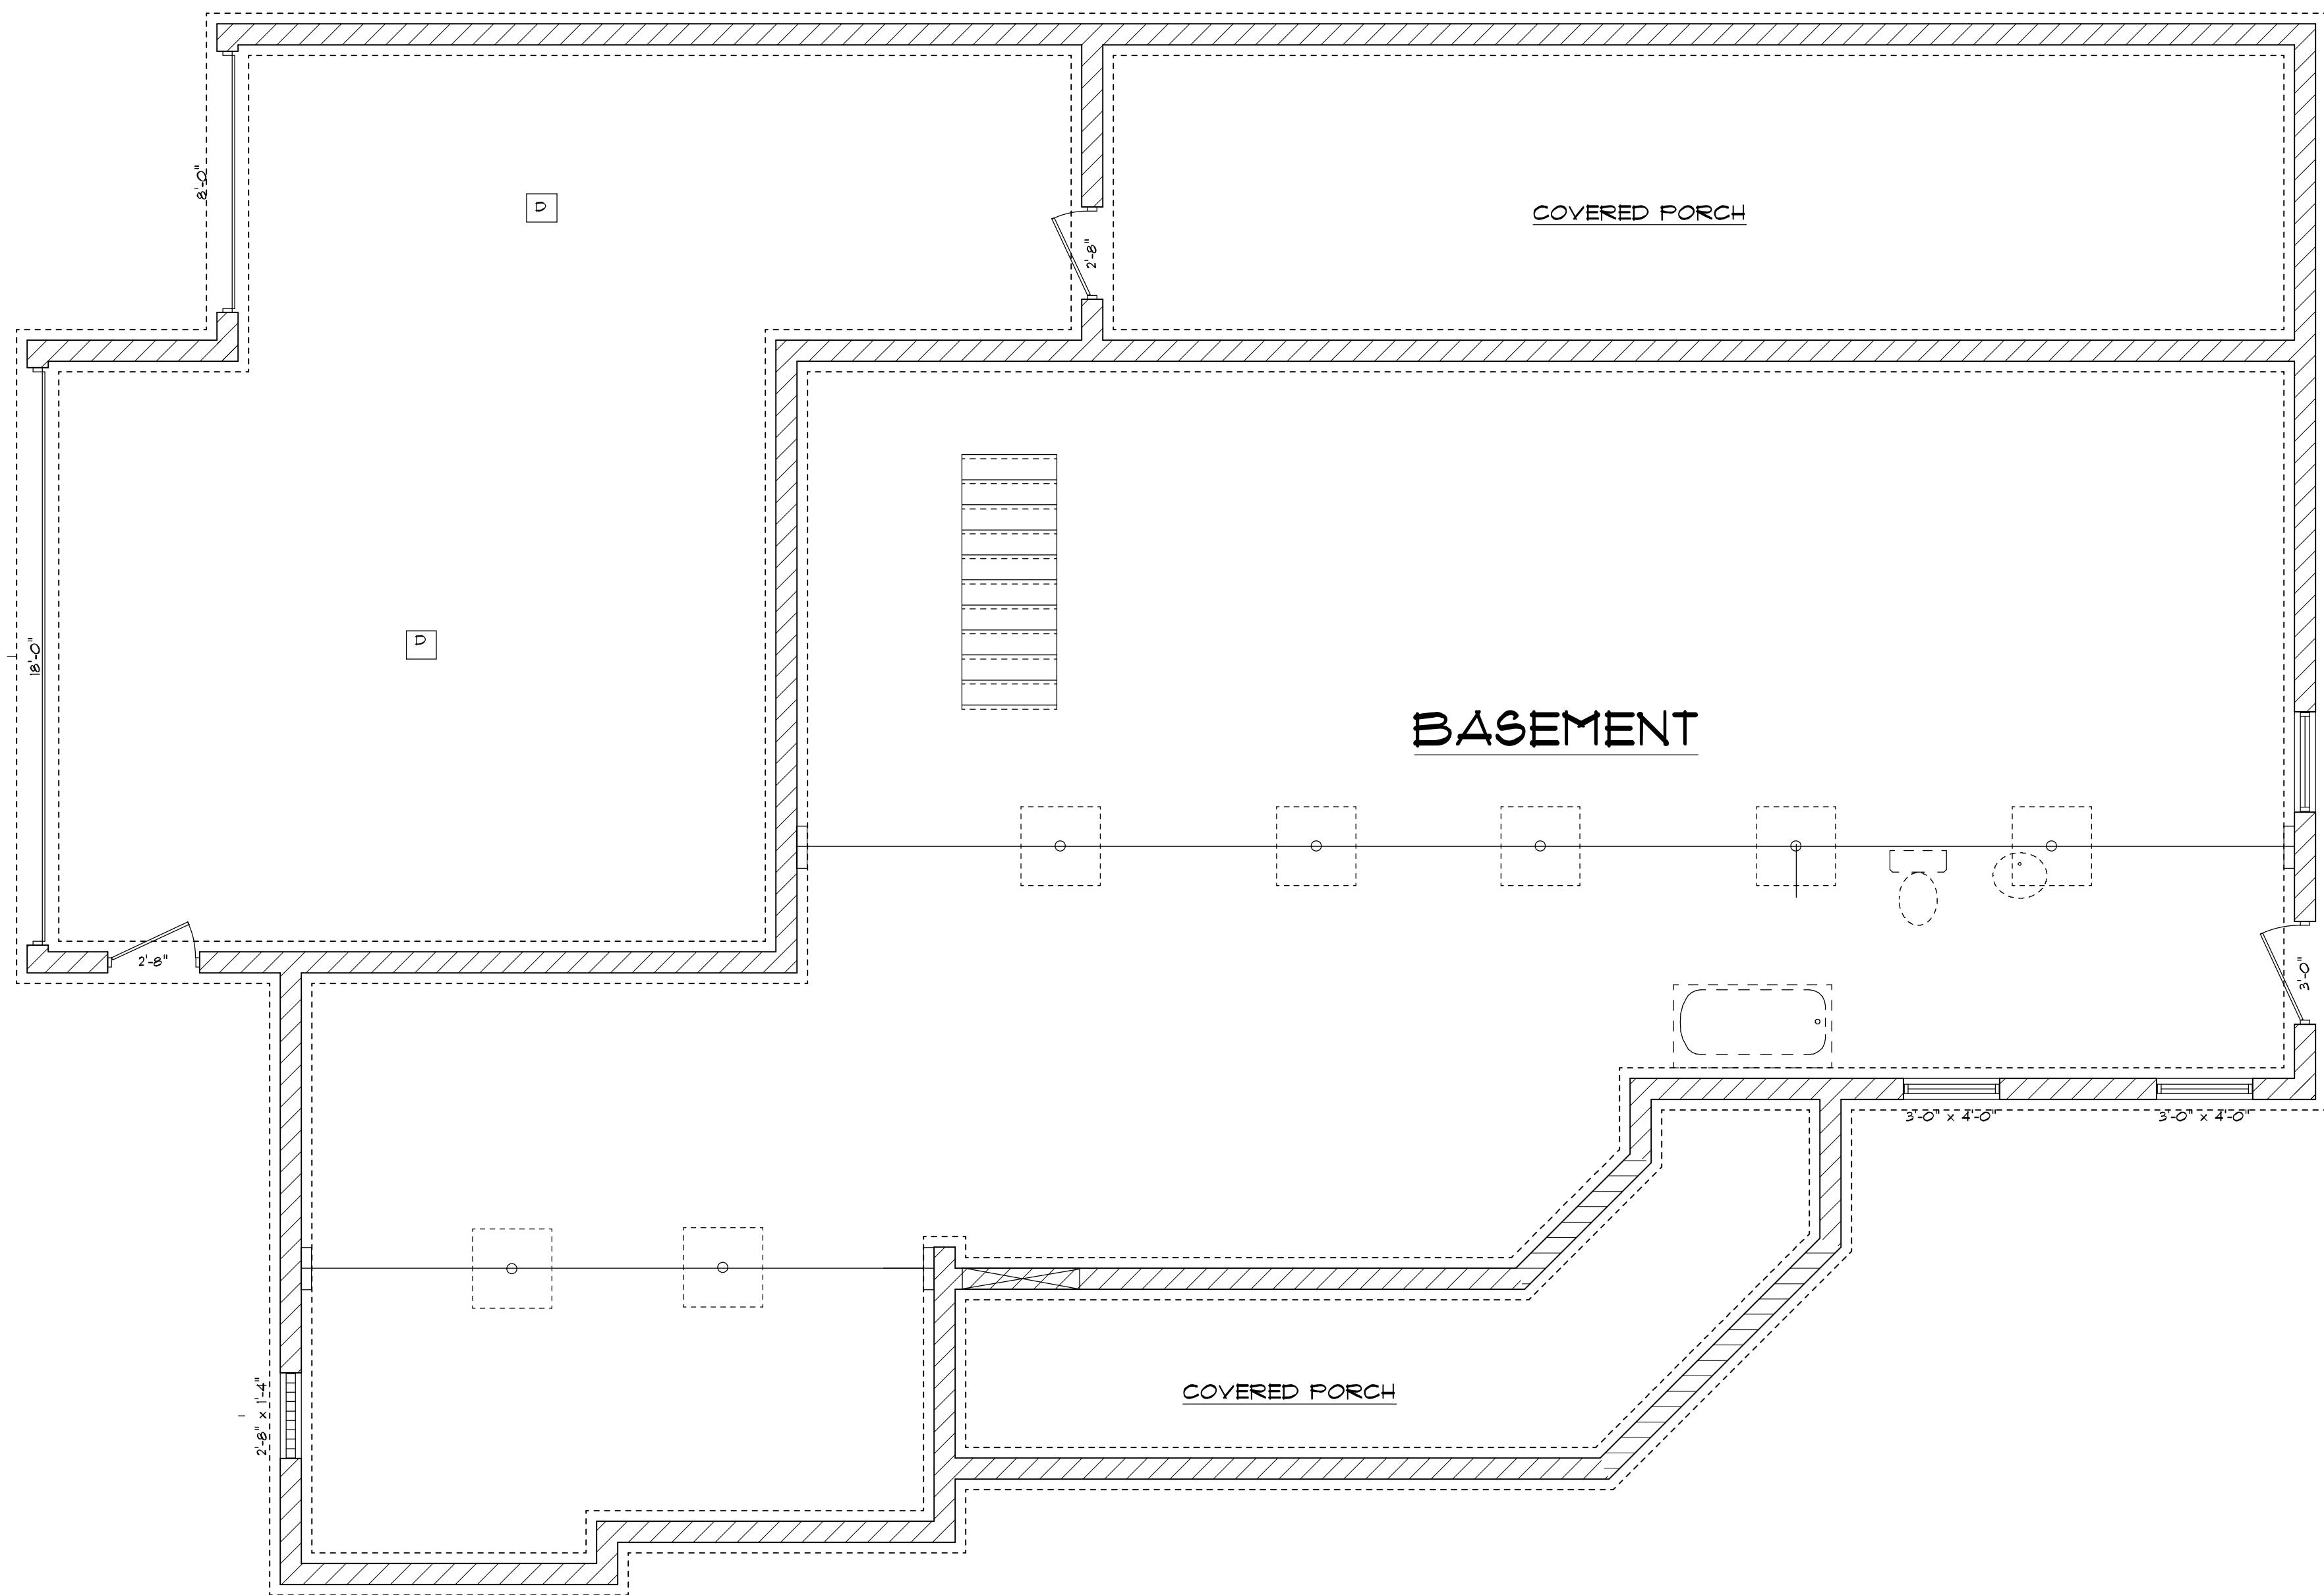 8'-0"
D
COVERED PORCH
2'-8"
18'-0"
D
BASEMENT
2'-8"
3'-0"
3'-0" x 4'-0"
3'-0" x 4'-0"
2'-8" x 1'-4"
COVERED PORCH